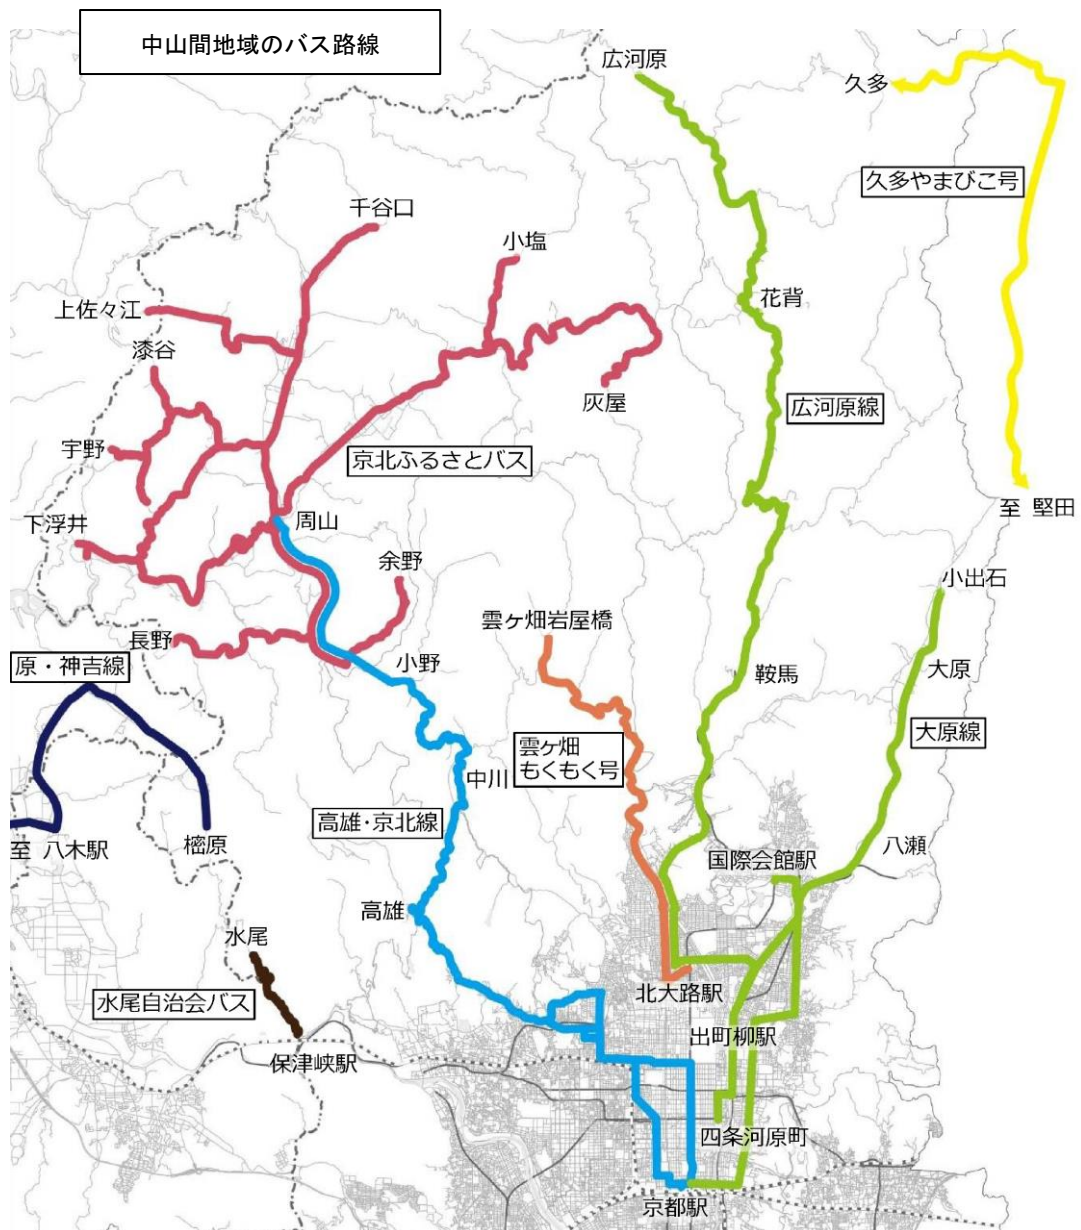 中山間地域のバス路線
広河原
久多
久多やまびこ号
千谷口
小塩
上佐々江
花背
漆谷
灰屋
広河原線
宇野
京北ふるさとバス
下浮井
周山
至 堅田
余野
小出石
雲ヶ畑岩屋橋
長野
小野
原・神吉線
鞍馬
大原
大原線
雲ヶ畑
もくもく号
中川
高雄・京北線
至 八木駅
樒原
国際会館駅
八瀬
高雄
水尾
北大路駅
水尾自治会バス
出町柳駅
保津峡駅
四条河原町
京都駅